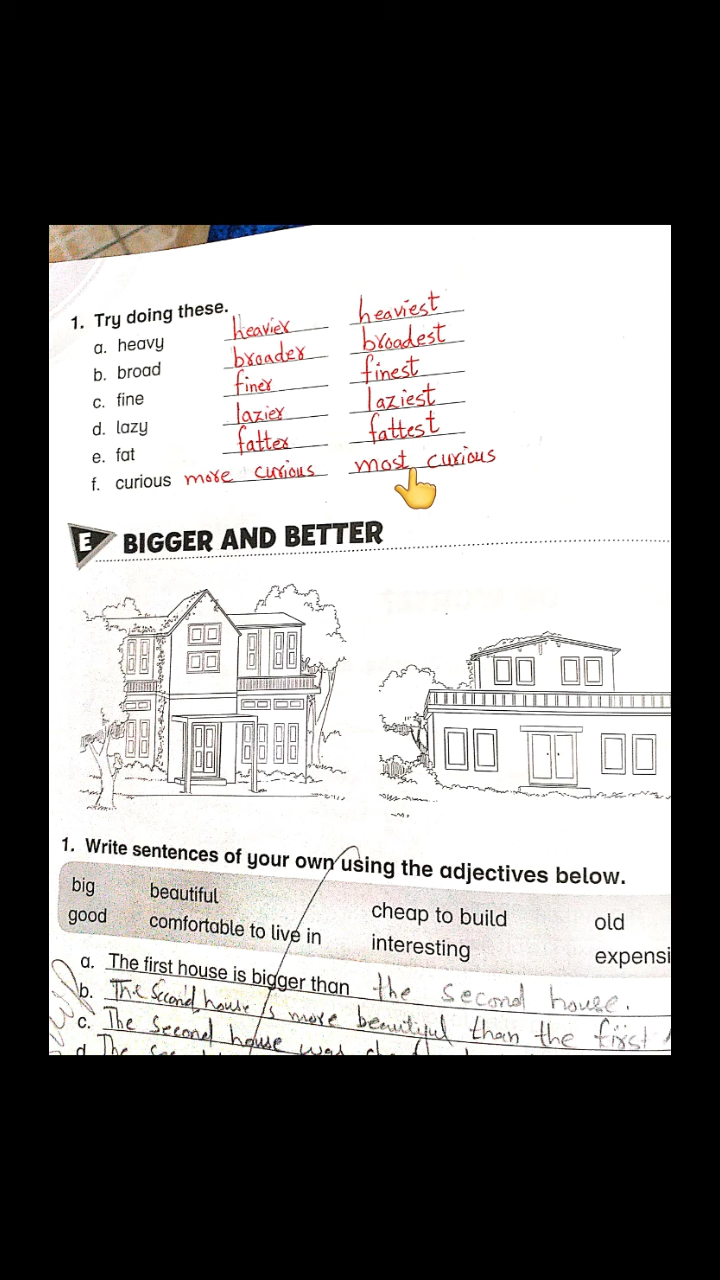 1. Try doing these.
a. heavy heavier heaviest
b. broad broader broadest
c. fine finer finest
d. lazy lazier laziest
e. fat fatter fattest
f. curious more curious most curious
E BIGGER AND BETTER
1. Write sentences of your own using the adjectives below.
big beautiful cheap to build old
good comfortable to live in interesting expensi
a. The first house is bigger than the second house.
b. The Second house is more beautiful than the first
c. The Second house was
d. The